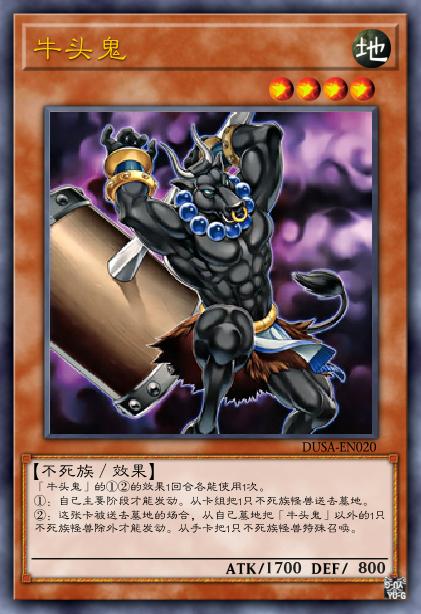 牛头鬼
地
DUSA-EN020
【不死族／效果】
「牛头鬼」的①②的效果1回合各能使用1次。
①：自己主要阶段才能发动。从卡组把1只不死族怪兽送去墓地。
②：这张卡被送去墓地的场合，从自己墓地把「牛头鬼」以外的1只
不死族怪兽除外才能发动。从手卡把1只不死族怪兽特殊召唤。
ATK/1700 DEF/ 800